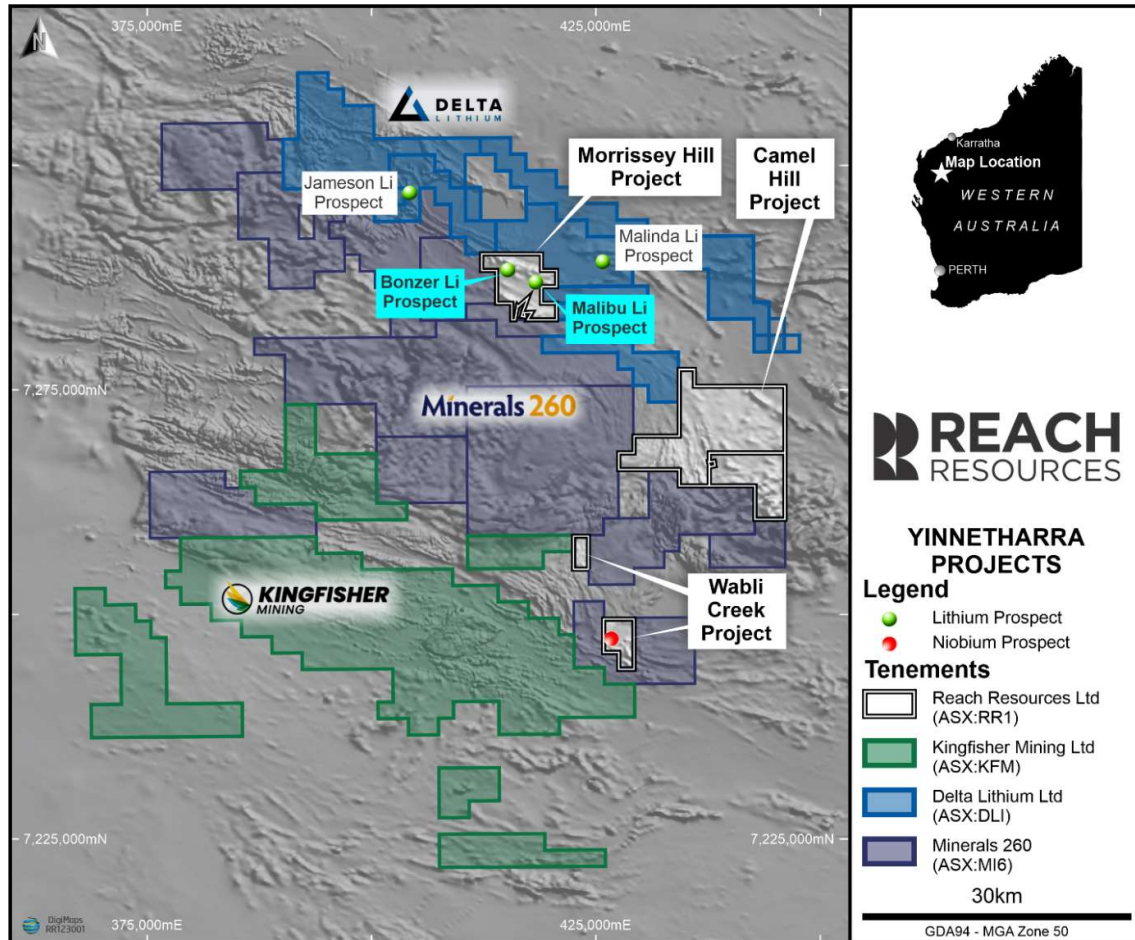 375,000mE
425,000mE
N
DELTA
LITHIUM
Morrissey Hill
Project
Camel
Hill
Project
Jameson Li
Prospect
Malinda Li
Prospect
Bonzer Li
Prospect
Malibu Li
Prospect
7,275,000mN
Minerals 260
KINGFISHER
MINING
Wabli
Creek
Project
7,225,000mN
7,225,000mN
DigiMaps
RR123001
375,000mE
425,000mE
Karratha
Map Location
WESTERN
AUSTRALIA
PERTH
REACH
RESOURCES
YINNETHARRA
PROJECTS
Legend
Lithium Prospect
Niobium Prospect
Tenements
Reach Resources Ltd
(ASX:RR1)
Kingfisher Mining Ltd
(ASX:KFM)
Delta Lithium Ltd
(ASX:DLI)
Minerals 260
(ASX:MI6)
30km
GDA94 - MGA Zone 50